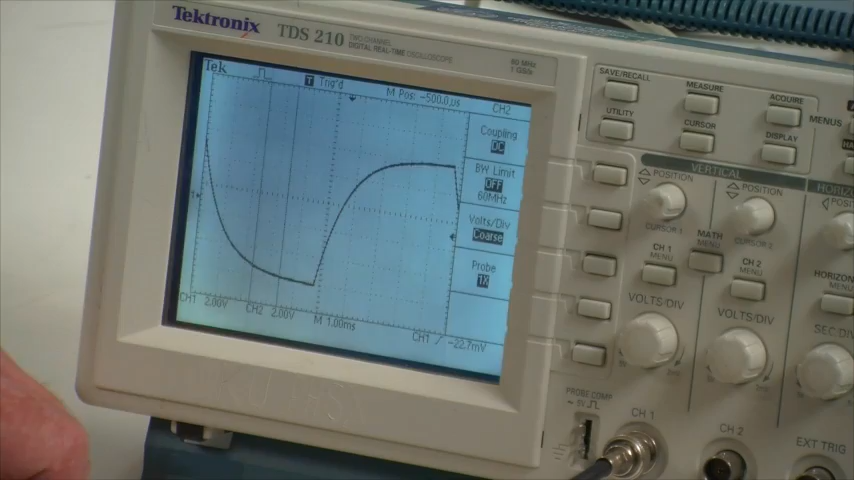 Tektronix TDS 210 TWO-CHANNEL DIGITAL REAL-TIME OSCILLOSCOPE
60 MHz
1 GS/s
Tek
T Trig'd
M Pos: -500.0µs
CH2
Coupling
DC
BW Limit
OFF
60MHz
Volts/Div
Coarse
Probe
1X
1
CH1 2.00V
CH2 2.00V
M 1.00ms
CH1 / -22.7mV
SAVE/RECALL
MEASURE
ACQUIRE
MENUS
UTILITY
CURSOR
DISPLAY
VERTICAL
POSITION
POSITION
CURSOR 1
CURSOR 2
MATH
MENU
CH 1
MENU
CH 2
MENU
VOLTS/DIV
VOLTS/DIV
PROBE COMP
~5V
CH 1
CH 2
EXT TRIG
MENU